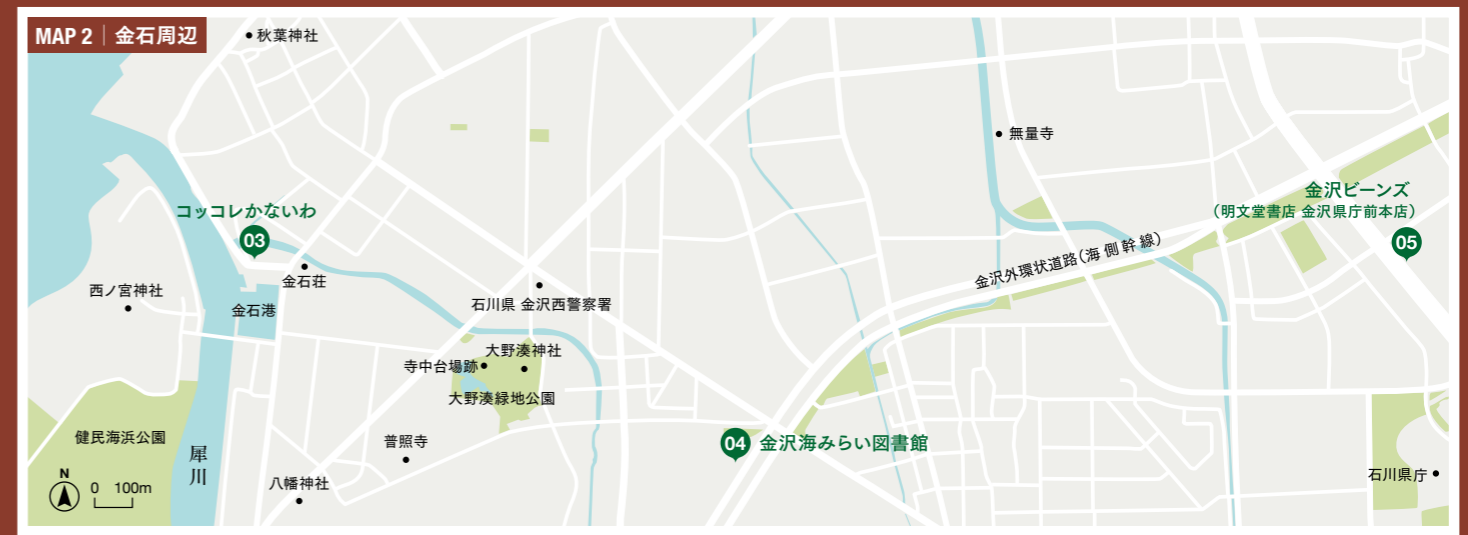 MAP 2｜金石周辺
秋葉神社
無量寺
金沢ビーンズ
（明文堂書店 金沢県庁前本店）
05
コッコレかないわ
03
金石荘
西ノ宮神社
金石港
石川県 金沢西警察署
金沢外環状道路（海側幹線）
大野湊神社
寺中台場跡
大野湊緑地公園
健民海浜公園
犀川
普照寺
04 金沢海みらい図書館
八幡神社
石川県庁
N
0 100m